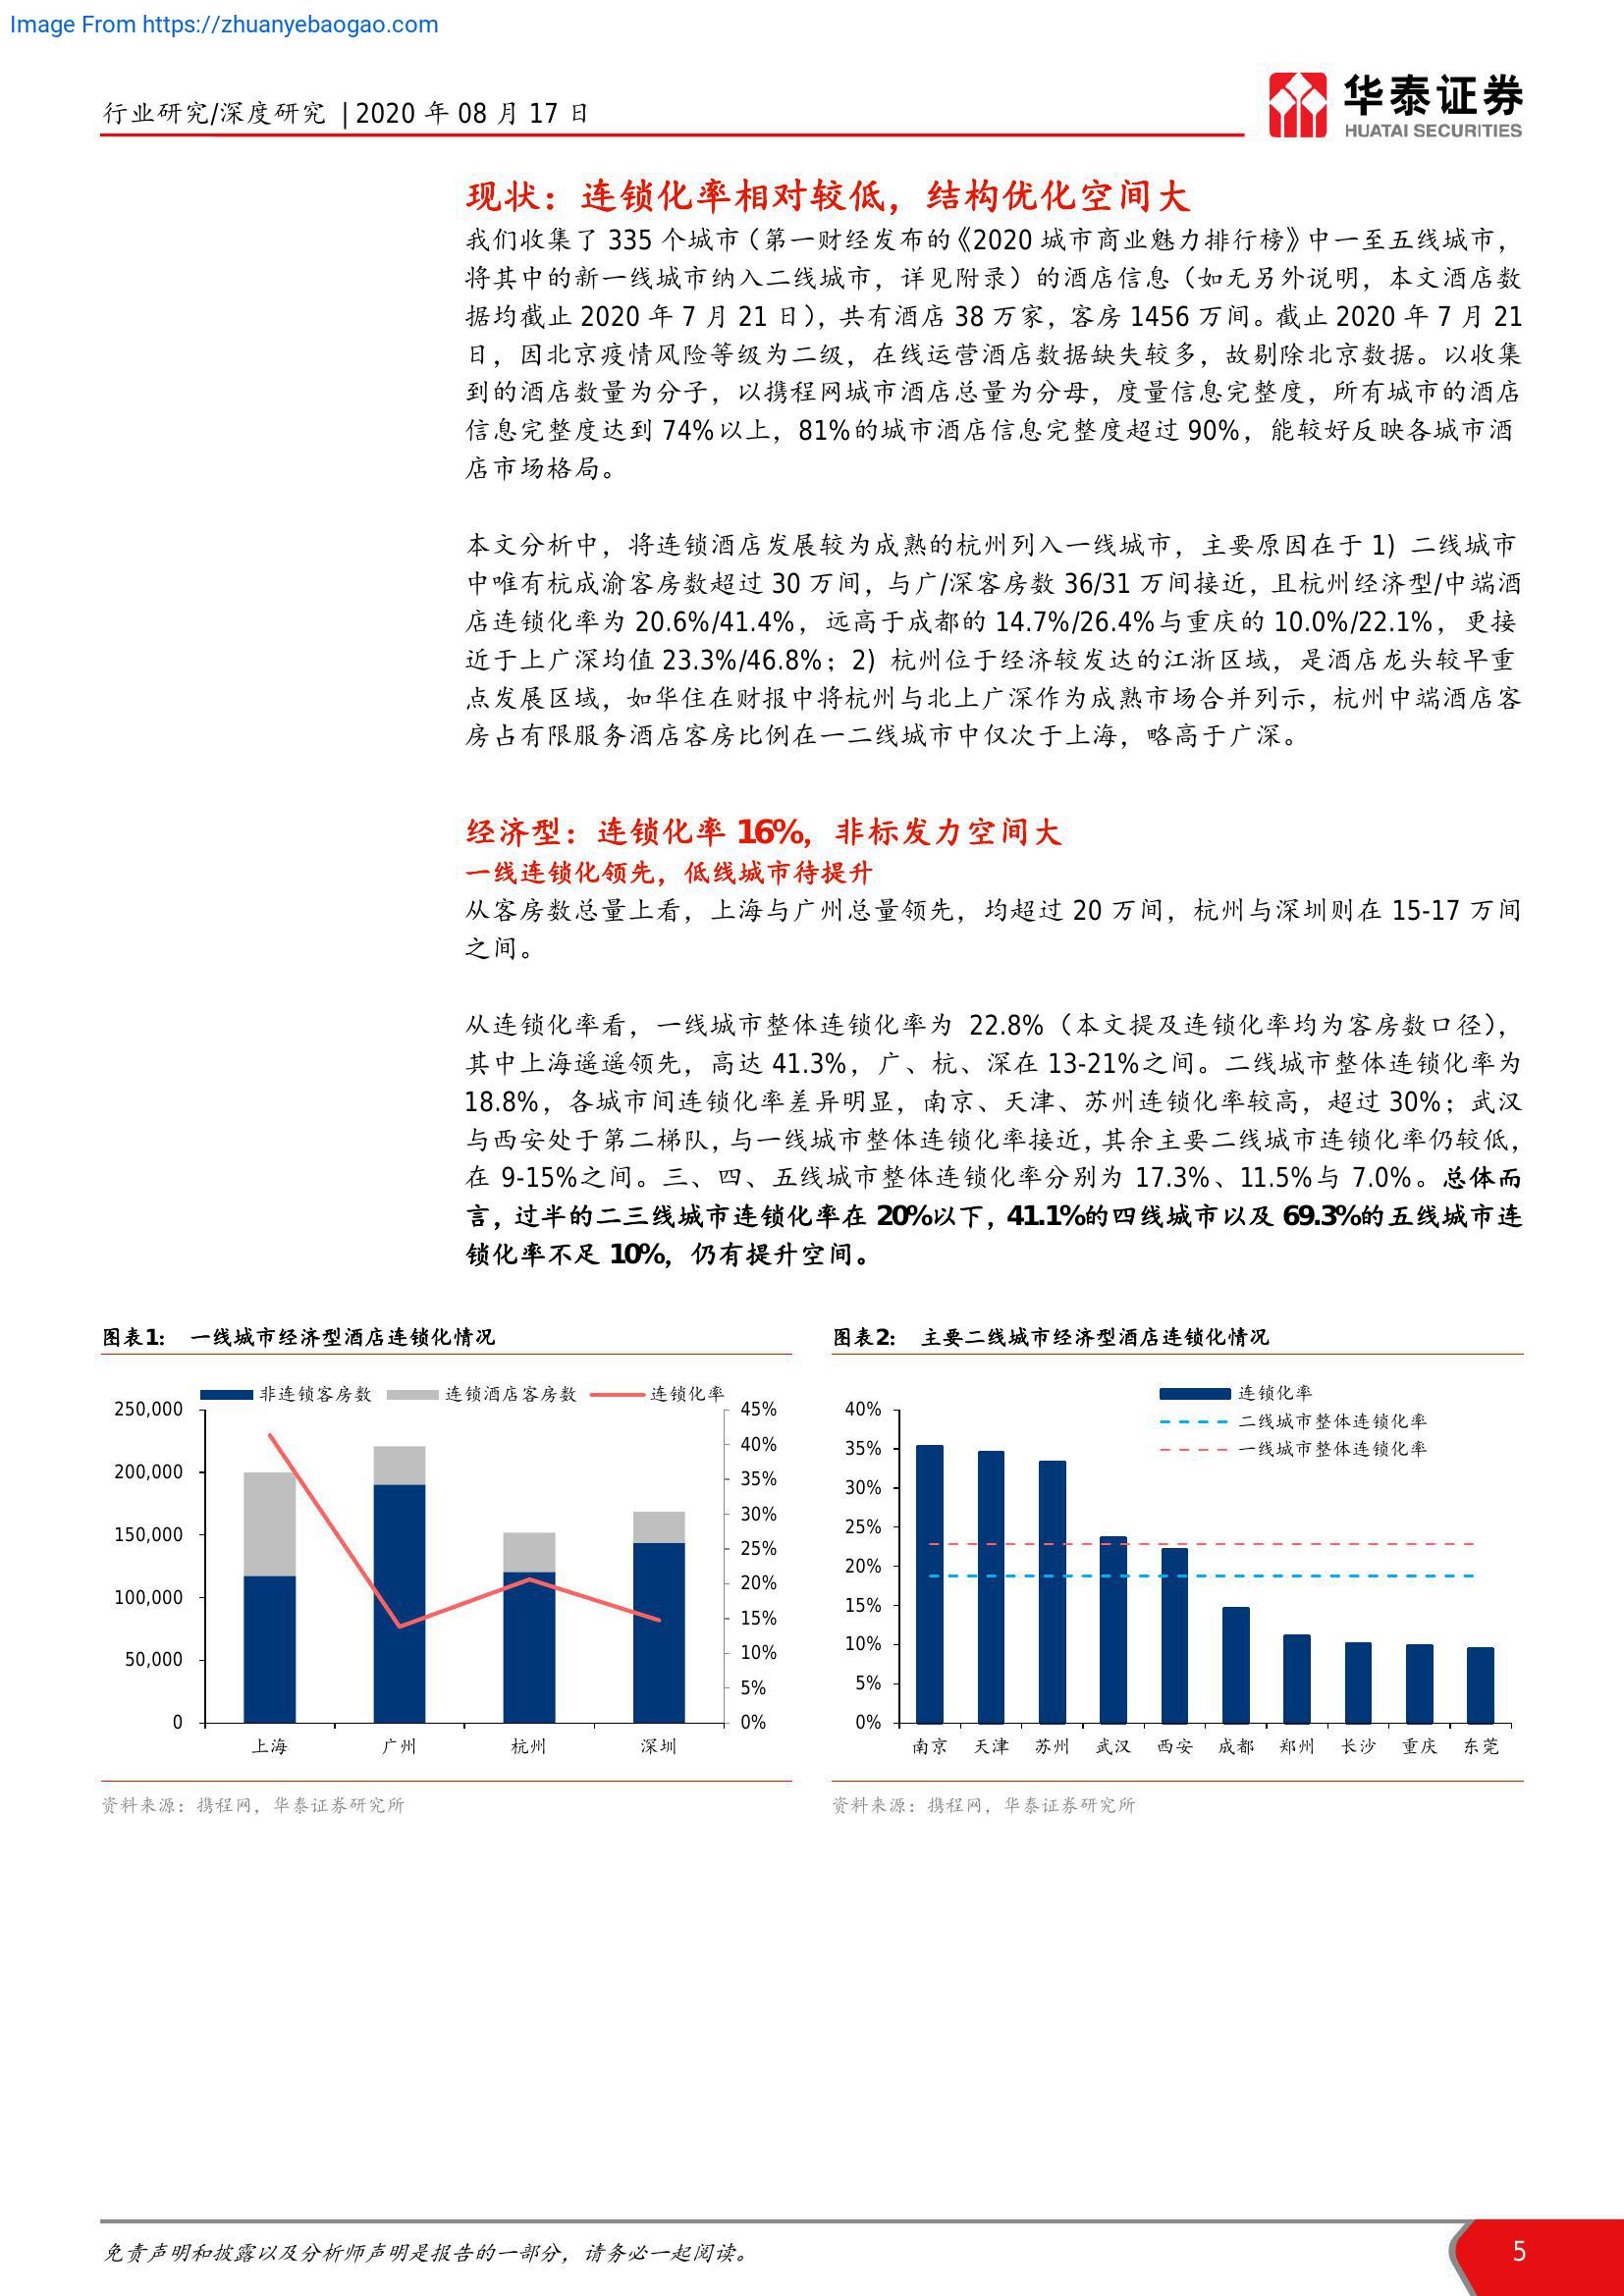 Image From https://zhuanyebaogao.com
行业研究/深度研究 | 2020 年 08 月 17 日
华泰证券
HUATAI SECURITIES
现状：连锁化率相对较低，结构优化空间大
我们收集了 335 个城市（第一财经发布的《2020 城市商业魅力排行榜》中一至五线城市，
将其中的新一线城市纳入二线城市，详见附录）的酒店信息（如无另外说明，本文酒店数
据均截止 2020 年 7 月 21 日），共有酒店 38 万家，客房 1456 万间。截止 2020 年 7 月 21
日，因北京疫情风险等级为二级，在线运营酒店数据缺失较多，故剔除北京数据。以收集
到的酒店数量为分子，以携程网城市酒店总量为分母，度量信息完整度，所有城市的酒店
信息完整度达到 74%以上，81%的城市酒店信息完整度超过 90%，能较好反映各城市酒
店市场格局。
本文分析中，将连锁酒店发展较为成熟的杭州列入一线城市，主要原因在于 1）二线城市
中唯有杭成渝客房数超过 30 万间，与广/深客房数 36/31 万间接近，且杭州经济型/中端酒
店连锁化率为 20.6%/41.4%，远高于成都的 14.7%/26.4%与重庆的 10.0%/22.1%，更接
近于上广深均值 23.3%/46.8%；2）杭州位于经济较发达的江浙区域，是酒店龙头较早重
点发展区域，如华住在财报中将杭州与北上广深作为成熟市场合并列示，杭州中端酒店客
房占有限服务酒店客房比例在一二线城市中仅次于上海，略高于广深。
经济型：连锁化率 16%，非标发力空间大
一线连锁化领先，低线城市待提升
从客房数总量上看，上海与广州总量领先，均超过 20 万间，杭州与深圳则在 15-17 万间
之间。
从连锁化率看，一线城市整体连锁化率为 22.8%（本文提及连锁化率均为客房数口径），
其中上海遥遥领先，高达 41.3%，广、杭、深在 13-21%之间。二线城市整体连锁化率为
18.8%，各城市间连锁化率差异明显，南京、天津、苏州连锁化率较高，超过 30%；武汉
与西安处于第二梯队，与一线城市整体连锁化率接近，其余主要二线城市连锁化率仍较低，
在 9-15%之间。三、四、五线城市整体连锁化率分别为 17.3%、11.5%与 7.0%。总体而
言，过半的二三线城市连锁化率在 20%以下，41.1%的四线城市以及 69.3%的五线城市连
锁化率不足 10%，仍有提升空间。
图表1： 一线城市经济型酒店连锁化情况
非连锁客房数 连锁酒店客房数 连锁化率
250,000
200,000
150,000
100,000
50,000
0
45%
40%
35%
30%
25%
20%
15%
10%
5%
0%
上海 广州 杭州 深圳
资料来源：携程网，华泰证券研究所
图表2： 主要二线城市经济型酒店连锁化情况
连锁化率
二线城市整体连锁化率
一线城市整体连锁化率
40%
35%
30%
25%
20%
15%
10%
5%
0%
南京 天津 苏州 武汉 西安 成都 郑州 长沙 重庆 东莞
资料来源：携程网，华泰证券研究所
免责声明和披露以及分析师声明是报告的一部分，请务必一起阅读。
5